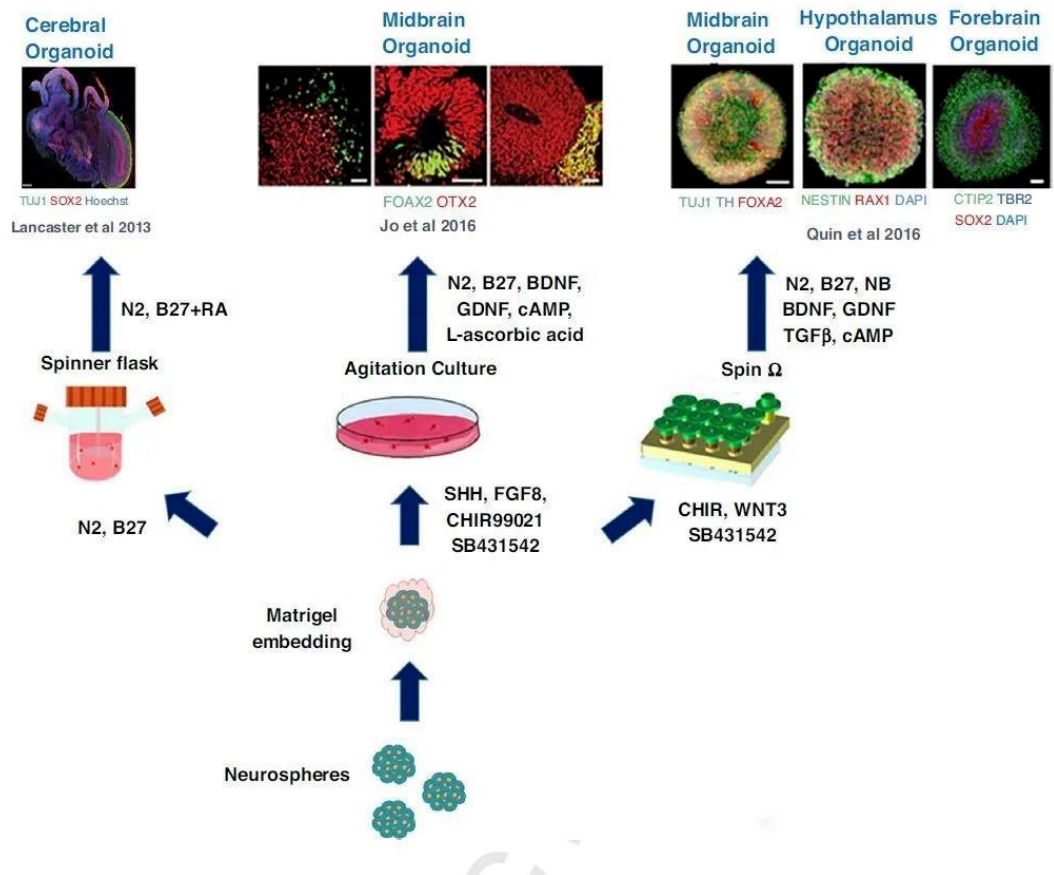 Cerebral
Organoid
Midbrain
Organoid
Midbrain
Organoid
Hypothalamus
Organoid
Forebrain
Organoid
TUJ1 SOX2 Hoechst
Lancaster et al 2013
FOAX2 OTX2
Jo et al 2016
TUJ1 TH FOXA2
NESTIN RAX1 DAPI
CTIP2 TBR2
SOX2 DAPI
Quin et al 2016
N2, B27+RA
N2, B27, BDNF,
GDNF, cAMP,
L-ascorbic acid
N2, B27, NB
BDNF, GDNF
TGFβ, cAMP
Spinner flask
Agitation Culture
Spin Ω
N2, B27
SHH, FGF8,
CHIR99021
SB431542
CHIR, WNT3
SB431542
Matrigel
embedding
Neurospheres